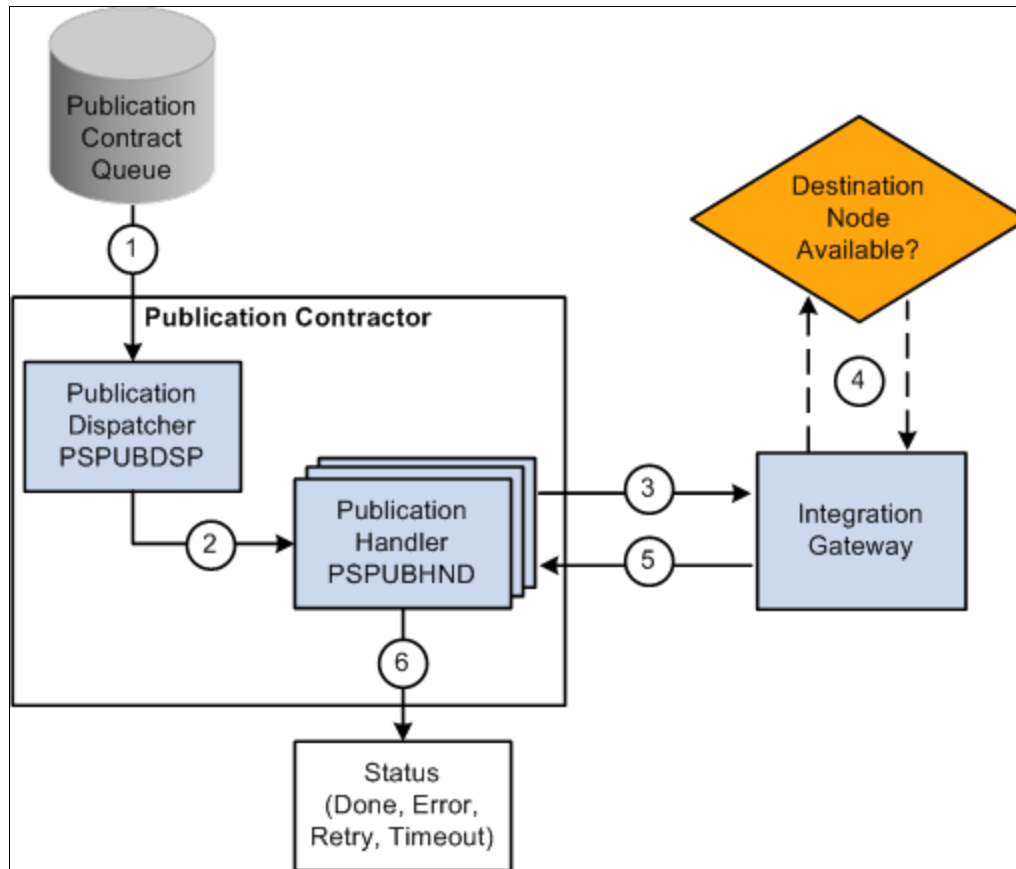 Publication
Contract
Queue
1
Destination
Node
Available?
Publication Contractor
Publication
Dispatcher
PSPUBDSP
4
2
Publication
Handler
PSPUBHND
3
5
Integration
Gateway
6
Status
(Done, Error,
Retry, Timeout)